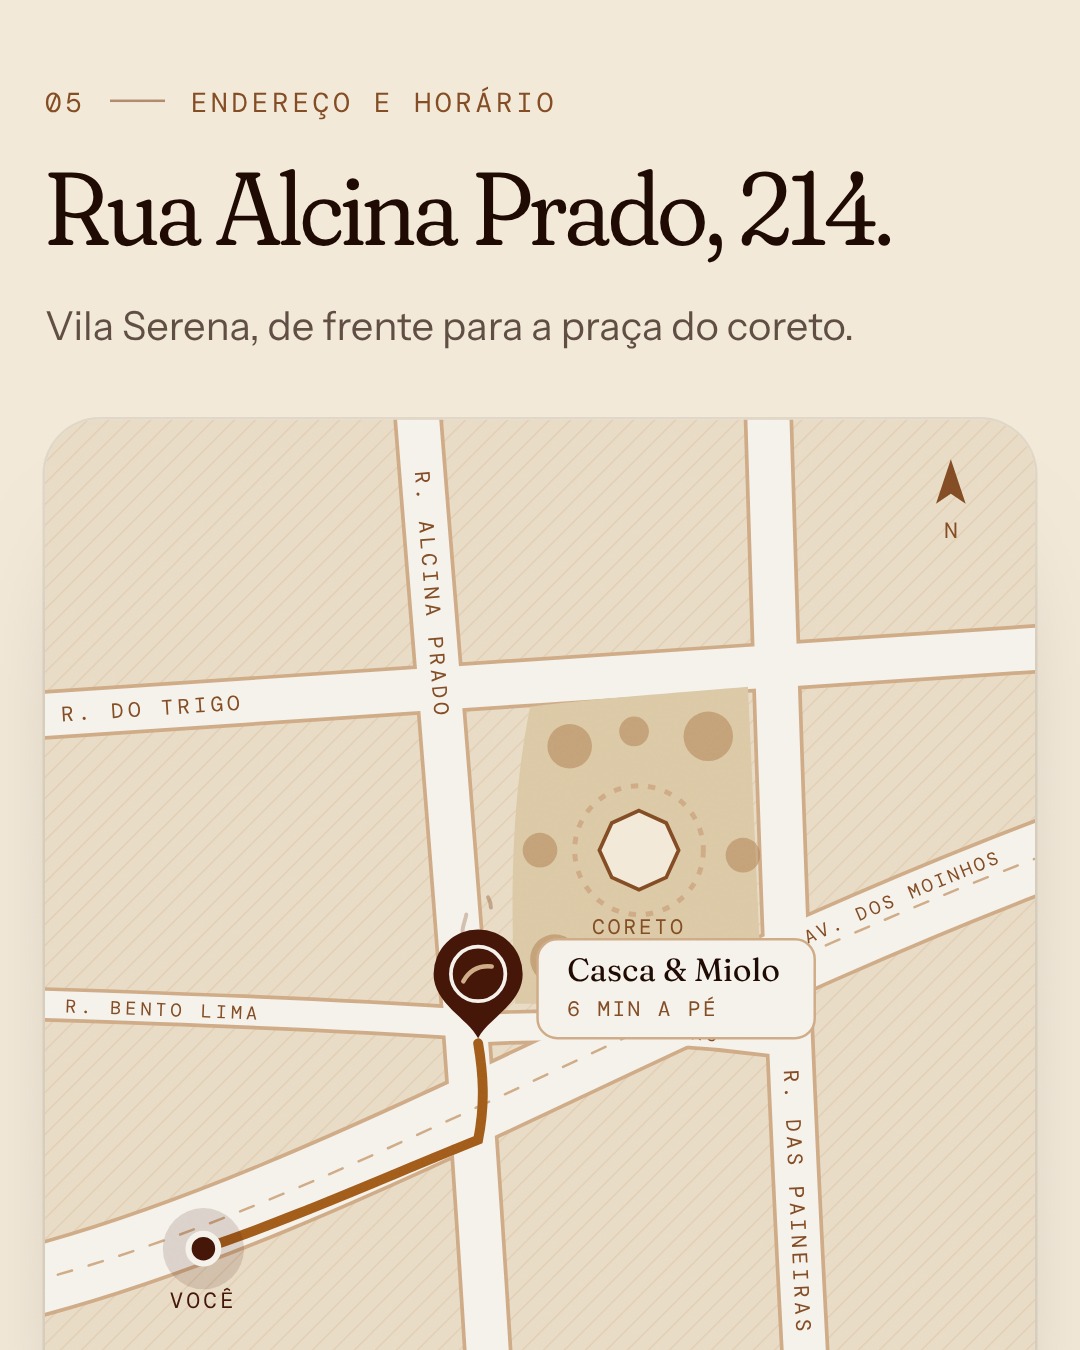 05 — ENDEREÇO E HORÁRIO
Rua Alcina Prado, 214.
Vila Serena, de frente para a praça do coreto.
R. ALCINA PRADO
N
R. DO TRIGO
AV. DOS MOINHOS
CORETO
Casca & Miolo
6 MIN A PÉ
R. BENTO LIMA
R. DAS PAINEIRAS
VOCÊ